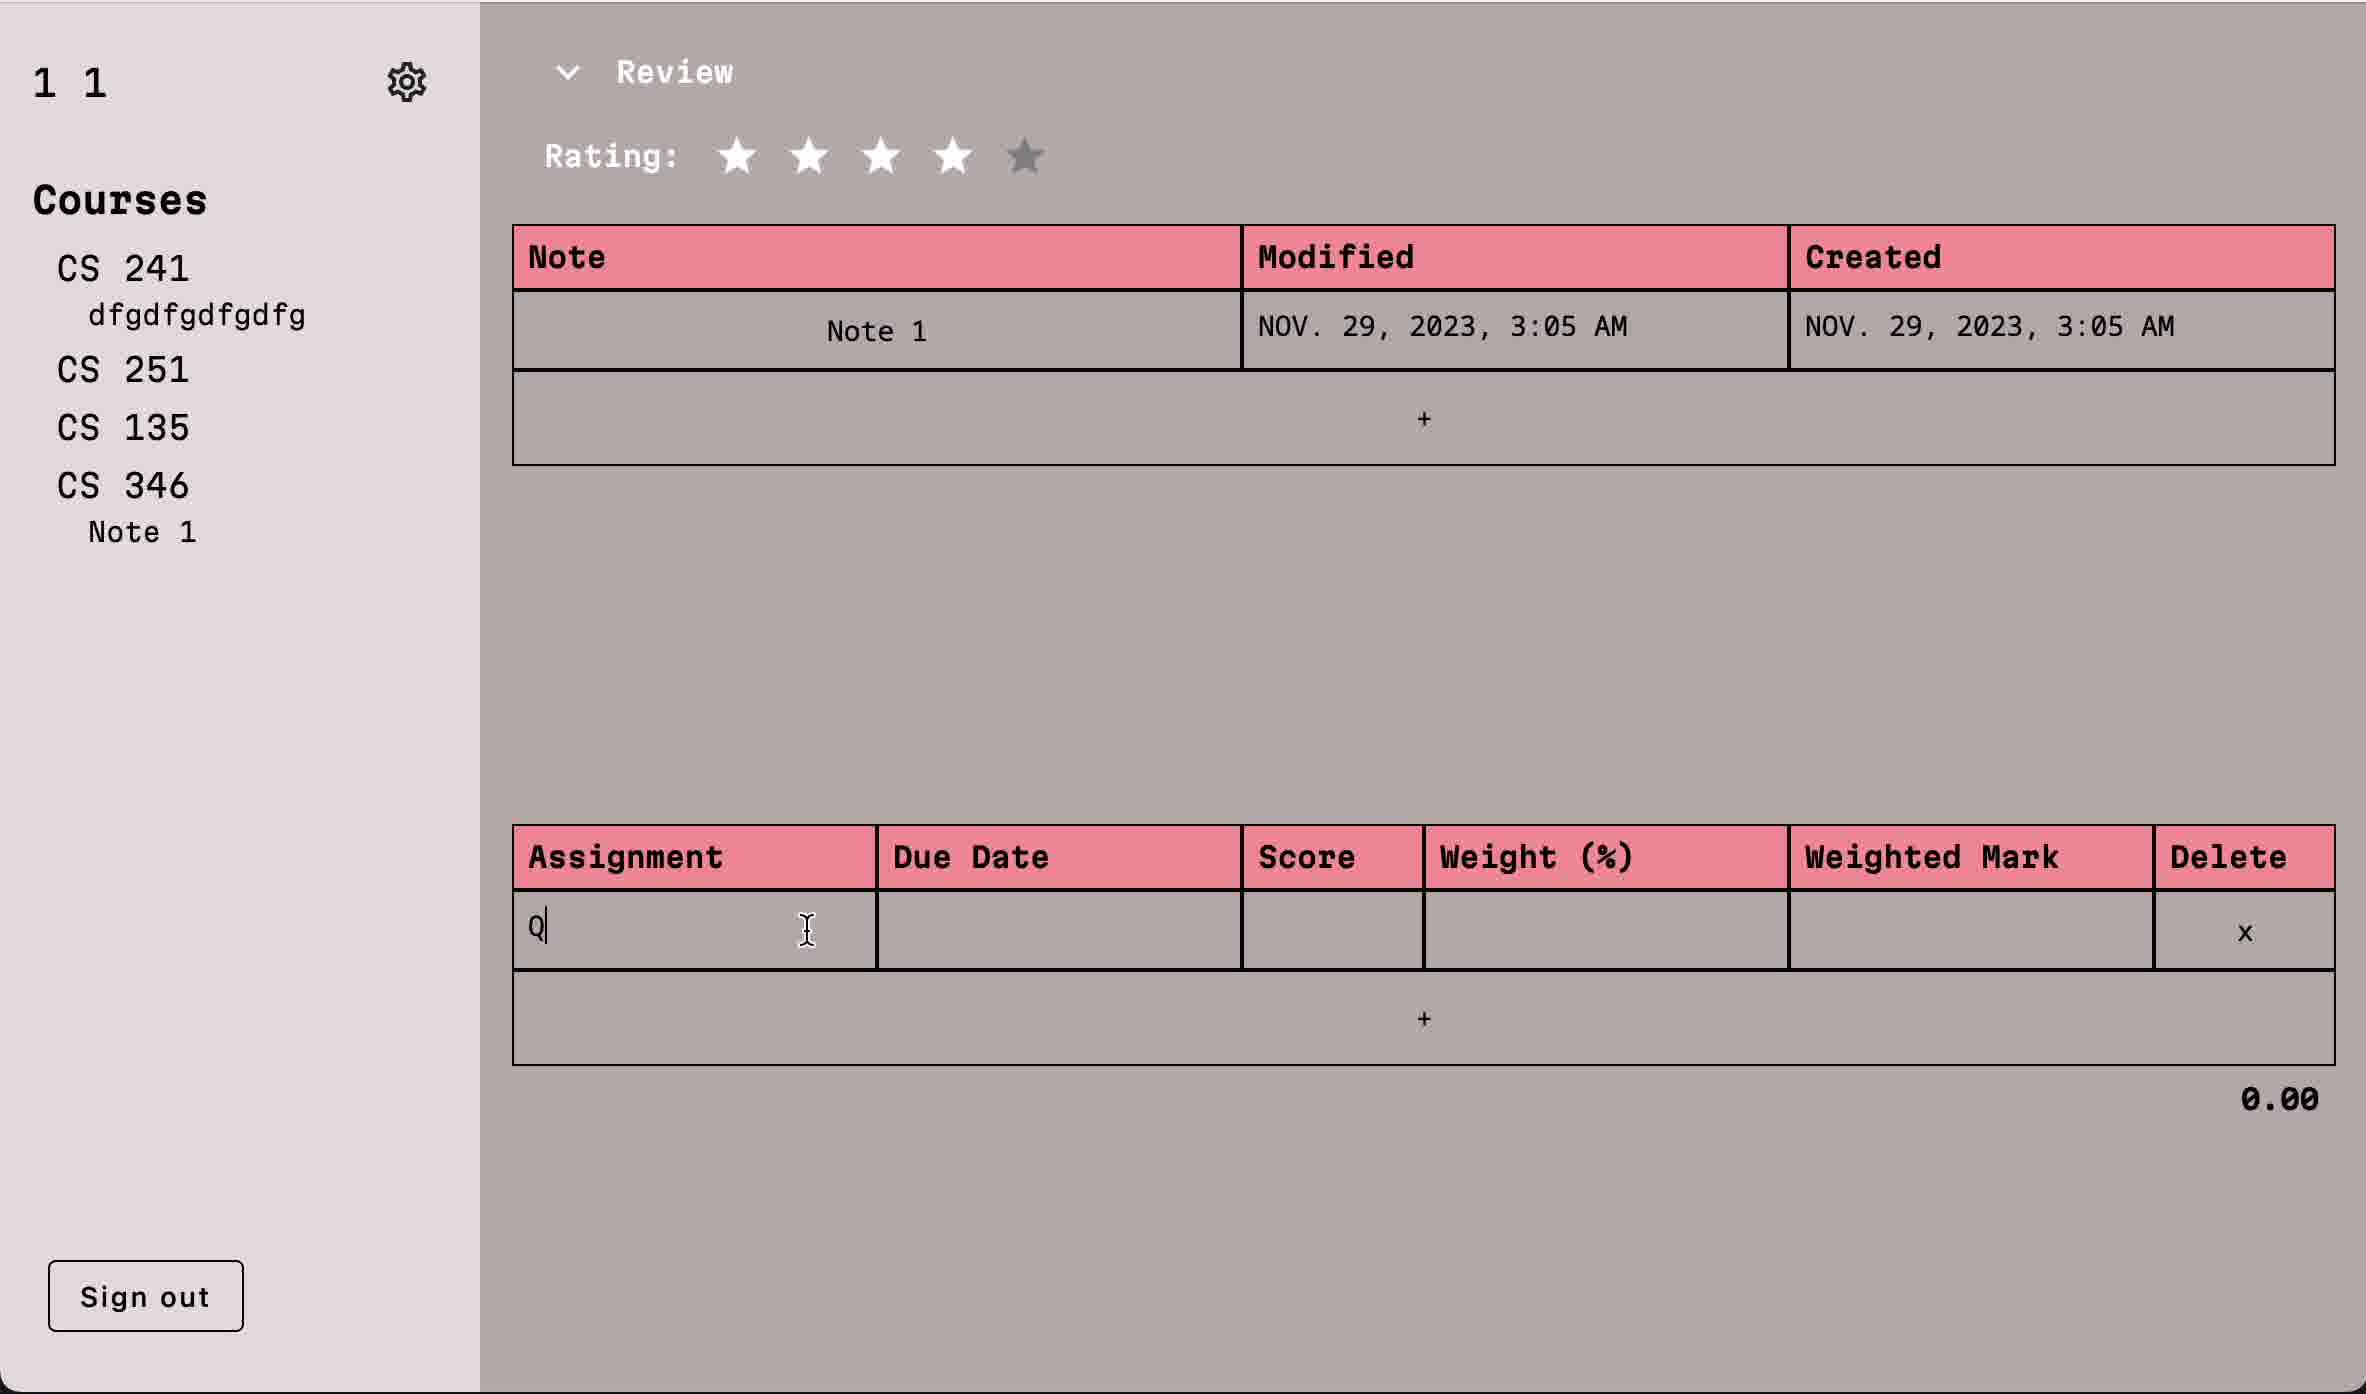 1 1
Courses
CS 241
dfgdfgdfgdfg
CS 251
CS 135
CS 346
Note 1
Sign out
Review
Rating:
Note Modified Created
Note 1 NOV. 29, 2023, 3:05 AM NOV. 29, 2023, 3:05 AM
+
Assignment Due Date Score Weight (%) Weighted Mark Delete
Q x
+
0.00